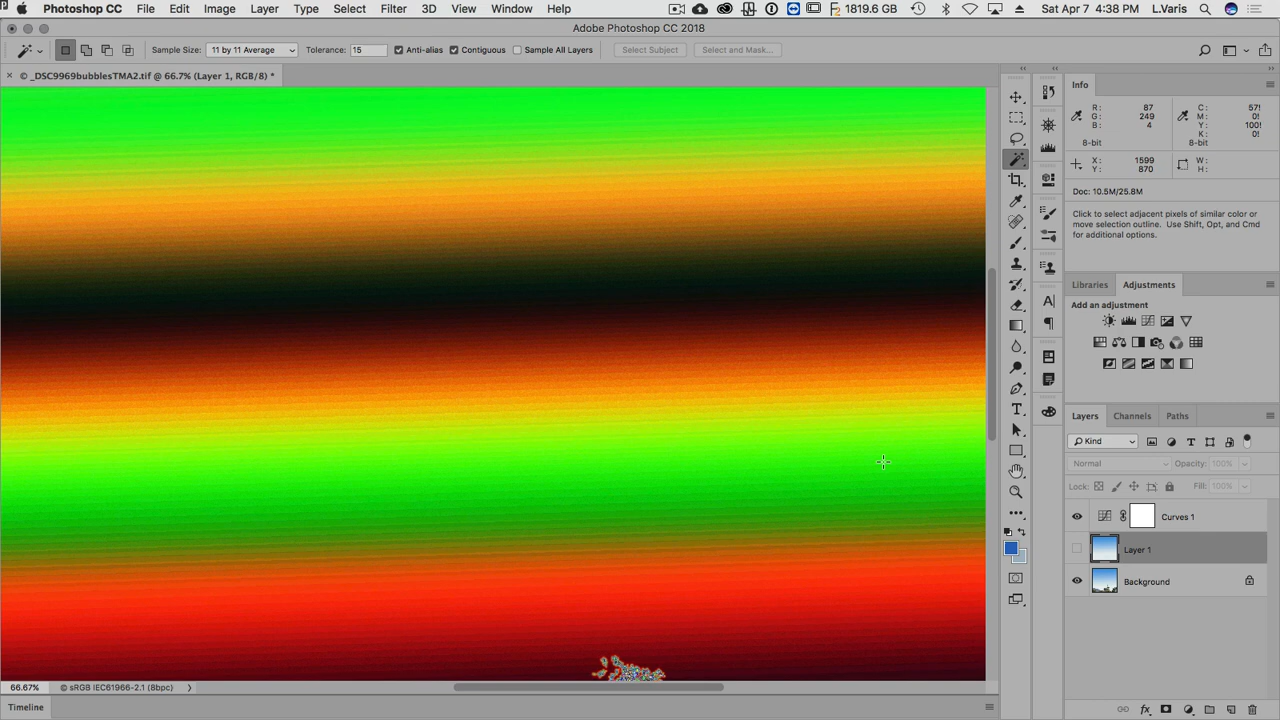 Photoshop CC File Edit Image Layer Type Select Filter 3D View Window Help 1819.6 GB Sat Apr 7 4:38 PM L.Varis
Adobe Photoshop CC 2018
Sample Size: 11 by 11 Average Tolerance: 15 Anti-alias Contiguous Sample All Layers Select Subject Select and Mask...
© _DSC9969bubblesTMA2.tif @ 66.7% (Layer 1, RGB/8) *
Info
R: 87 C: 57!
G: 249 M: 0!
B: 4 Y: 100!
K: 0!
8-bit 8-bit
X: 1599 W:
Y: 870 H:
Doc: 10.5M/25.8M
Click to select adjacent pixels of similar color or
move selection outline. Use Shift, Opt, and Cmd
for additional options.
Libraries Adjustments
Add an adjustment
Layers Channels Paths
Kind
Normal Opacity: 100%
Lock: Fill: 100%
Curves 1
Layer 1
Background
fx
66.67% © sRGB IEC61966-2.1 (8bpc)
Timeline